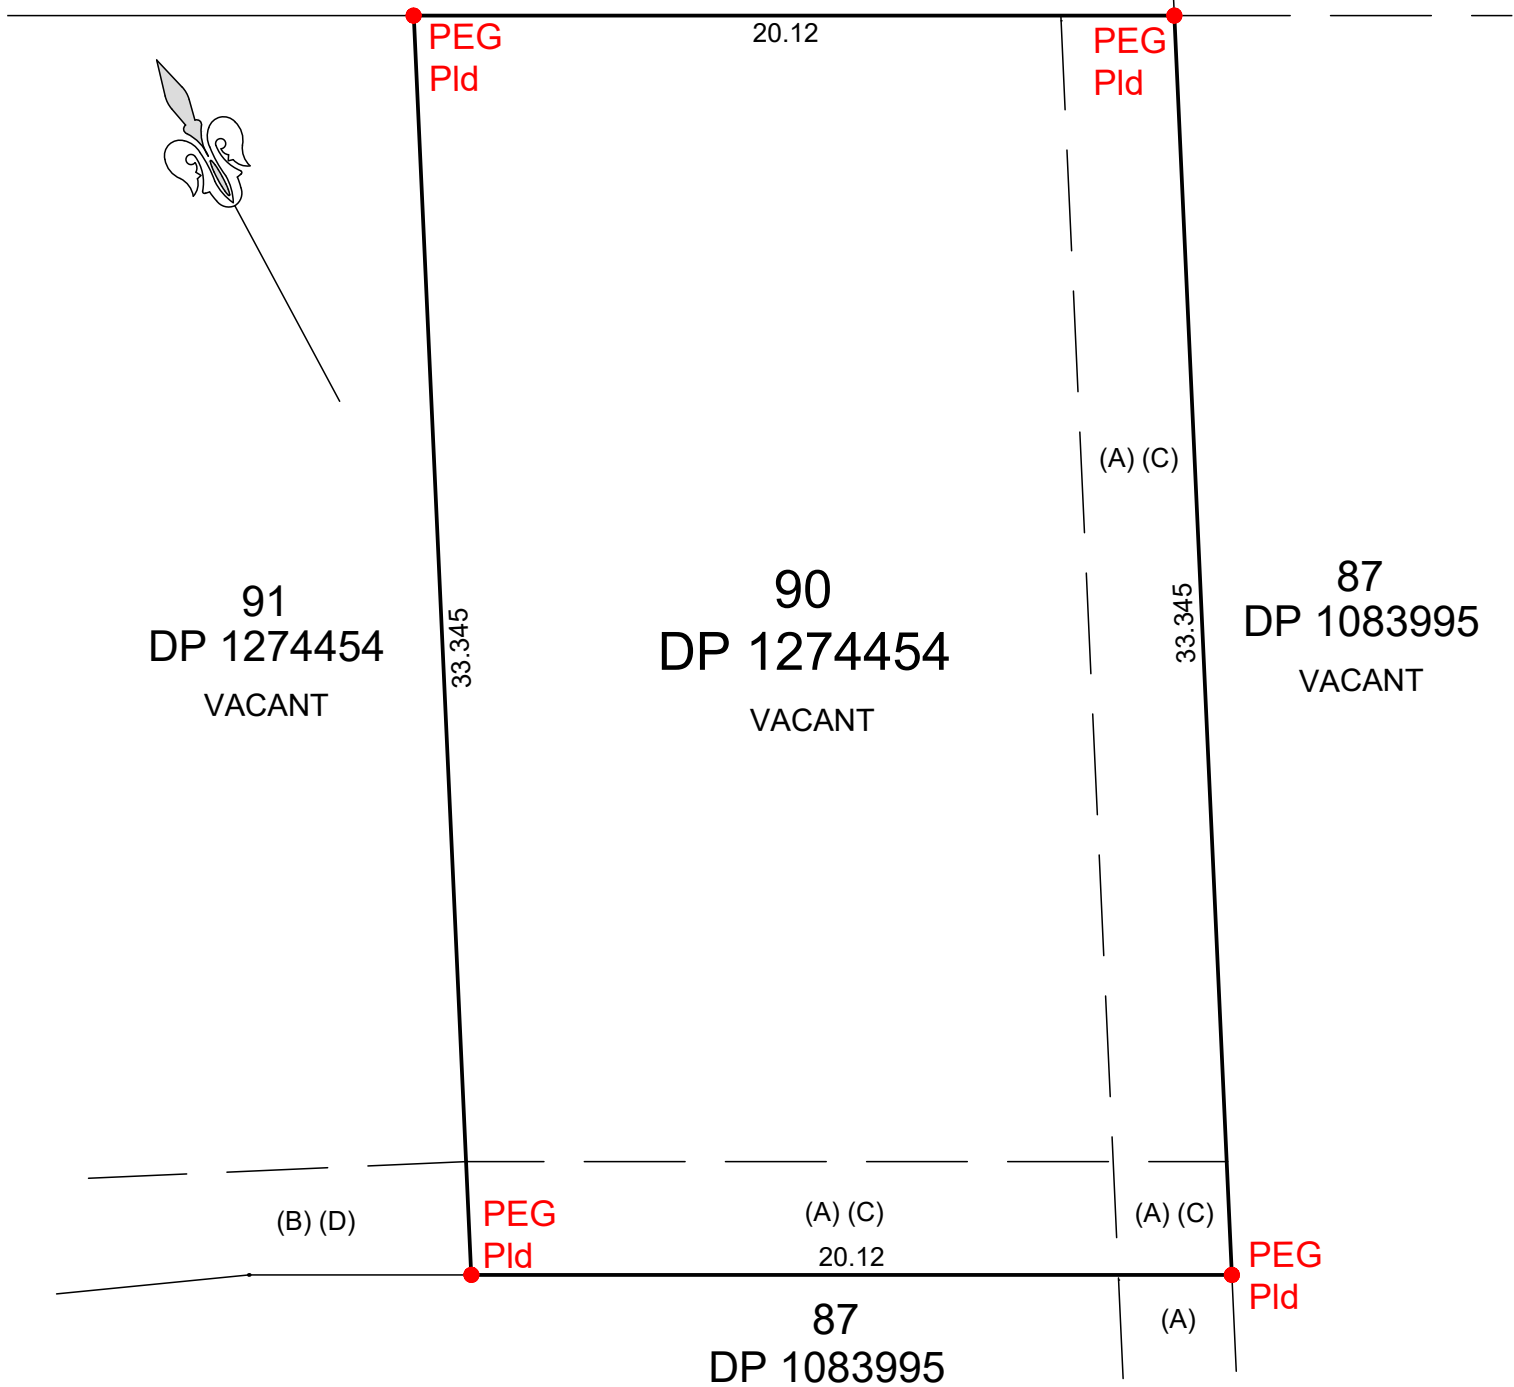 PEG
Pld
20.12
PEG
Pld
(A) (C)
91
DP 1274454
VACANT
33.345
90
DP 1274454
VACANT
33.345
87
DP 1083995
VACANT
(B) (D)
PEG
Pld
(A) (C)
20.12
(A) (C)
PEG
Pld
87
DP 1083995
(A)